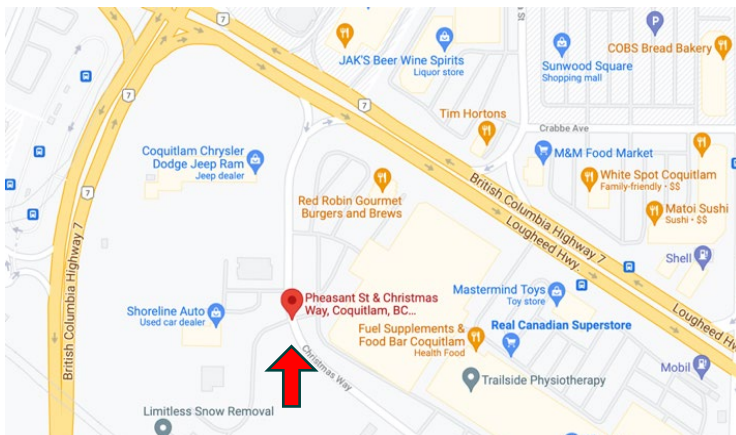 7
JAK'S Beer Wine Spirits
Liquor store
P
COBS Bread Bakery
Sunwood Square
Shopping mall
7
7
Tim Hortons
Crabbe Ave
Coquitlam Chrysler
Dodge Jeep Ram
Jeep dealer
M&M Food Market
White Spot Coquitlam
Family-friendly • $$
Red Robin Gourmet
Burgers and Brews
7
British Columbia Highway 7
Lougheed Hwy.
Matoi Sushi
Sushi • $$
Shell
British Columbia Highway 7
Pheasant St & Christmas
Way, Coquitlam, BC...
Mastermind Toys
Toy store
Lougheed
Shoreline Auto
Used car dealer
Fuel Supplements &
Food Bar Coquitlam
Health Food
Real Canadian Superstore
Christmas Way
Mobil
Trailside Physiotherapy
Limitless Snow Removal